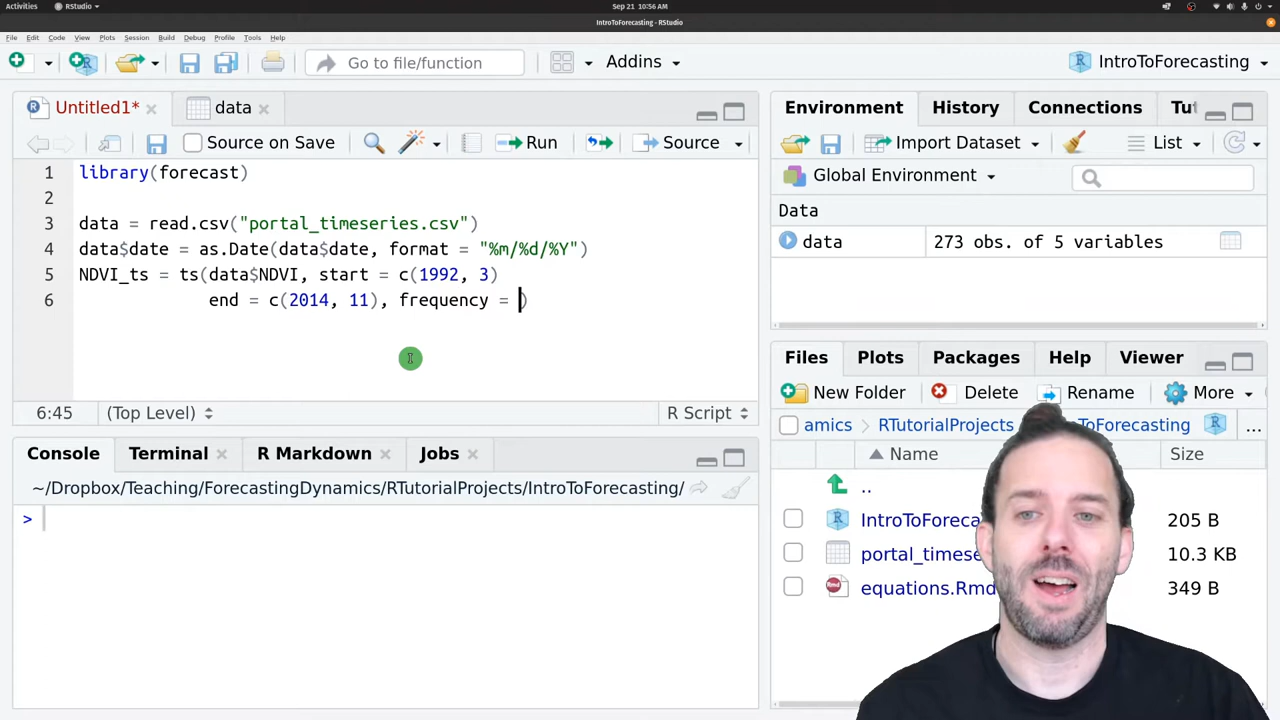 Activities RStudio Sep 21 10:56 AM
IntroToForecasting - RStudio
File Edit Code View Plots Session Build Debug Profile Tools Help
Go to file/function Addins IntroToForecasting
Untitled1* data
Source on Save Run Source
1 library(forecast)
2
3 data = read.csv("portal_timeseries.csv")
4 data$date = as.Date(data$date, format = "%m/%d/%Y")
5 NDVI_ts = ts(data$NDVI, start = c(1992, 3)
6 end = c(2014, 11), frequency = )
6:45 (Top Level) R Script
Console Terminal R Markdown Jobs
~/Dropbox/Teaching/ForecastingDynamics/RTutorialProjects/IntroToForecasting/
>
Environment History Connections Tut
Import Dataset List
Global Environment
Data
data 273 obs. of 5 variables
Files Plots Packages Help Viewer
New Folder Delete Rename More
amics RTutorialProjects ToForecasting ...
Name Size
..
IntroToForeca 205 B
portal_timese 10.3 KB
equations.Rmd 349 B